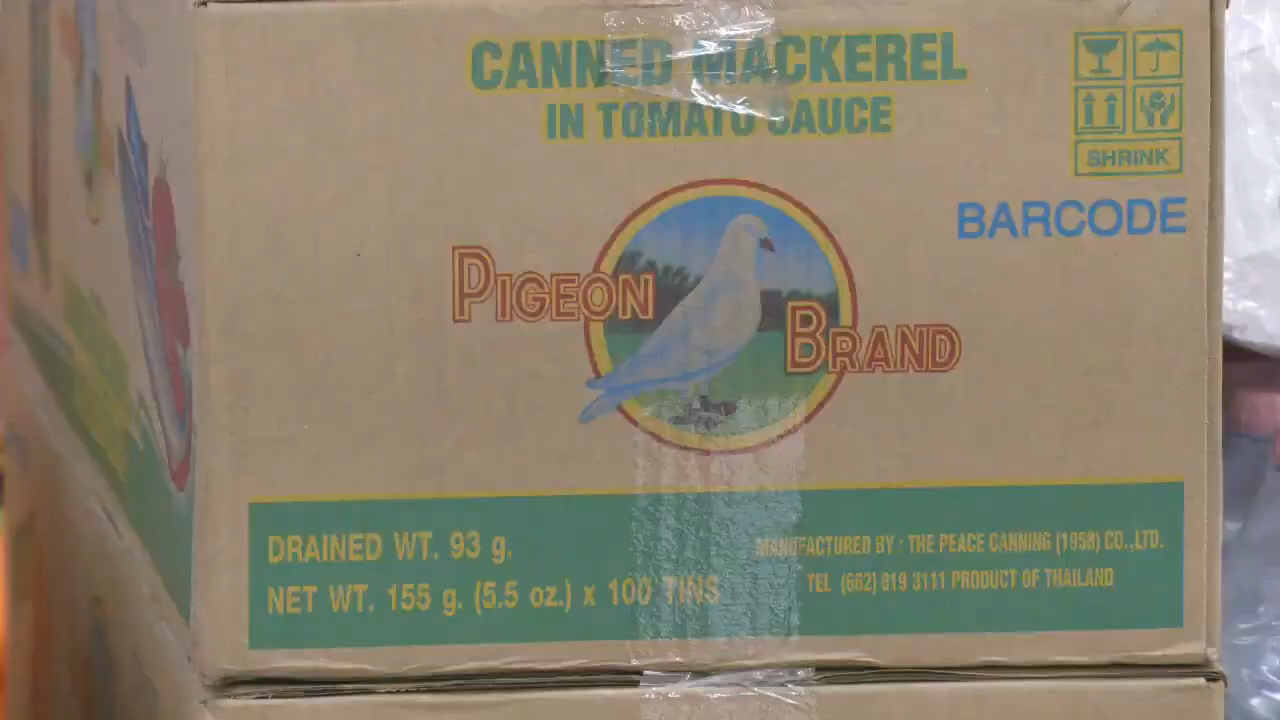 CANNED MACKEREL
IN TOMATO SAUCE
SHRINK
BARCODE
PIGEON
BRAND
DRAINED WT. 93 g.
NET WT. 155 g. (5.5 oz.) x 100 TINS
MANUFACTURED BY : THE PEACE CANNING (1958) CO.,LTD.
TEL (662) 819 3111 PRODUCT OF THAILAND